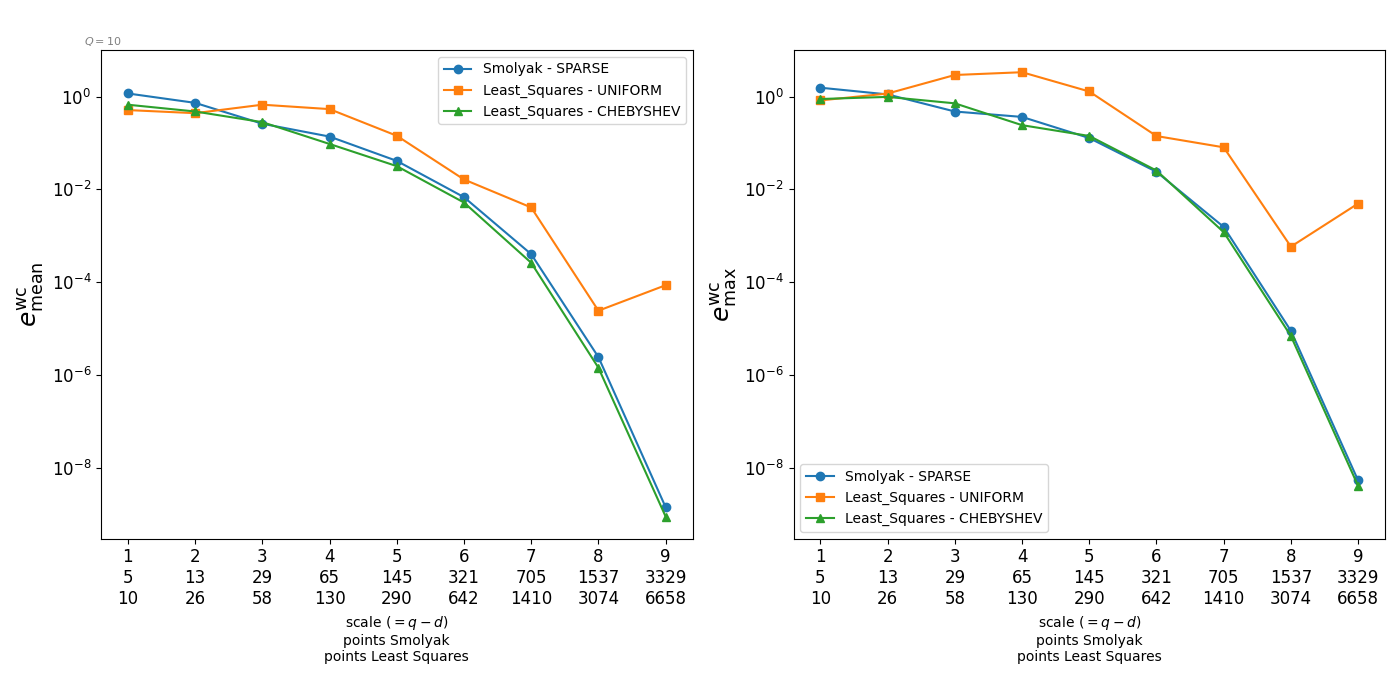 Q = 10
10^0
10^-2
10^-4
10^-6
10^-8
e^wc_mean
Smolyak - SPARSE
Least_Squares - UNIFORM
Least_Squares - CHEBYSHEV
1 2 3 4 5 6 7 8 9
5 13 29 65 145 321 705 1537 3329
10 26 58 130 290 642 1410 3074 6658
scale (= q − d)
points Smolyak
points Least Squares
10^0
10^-2
10^-4
10^-6
10^-8
e^wc_max
Smolyak - SPARSE
Least_Squares - UNIFORM
Least_Squares - CHEBYSHEV
1 2 3 4 5 6 7 8 9
5 13 29 65 145 321 705 1537 3329
10 26 58 130 290 642 1410 3074 6658
scale (= q − d)
points Smolyak
points Least Squares